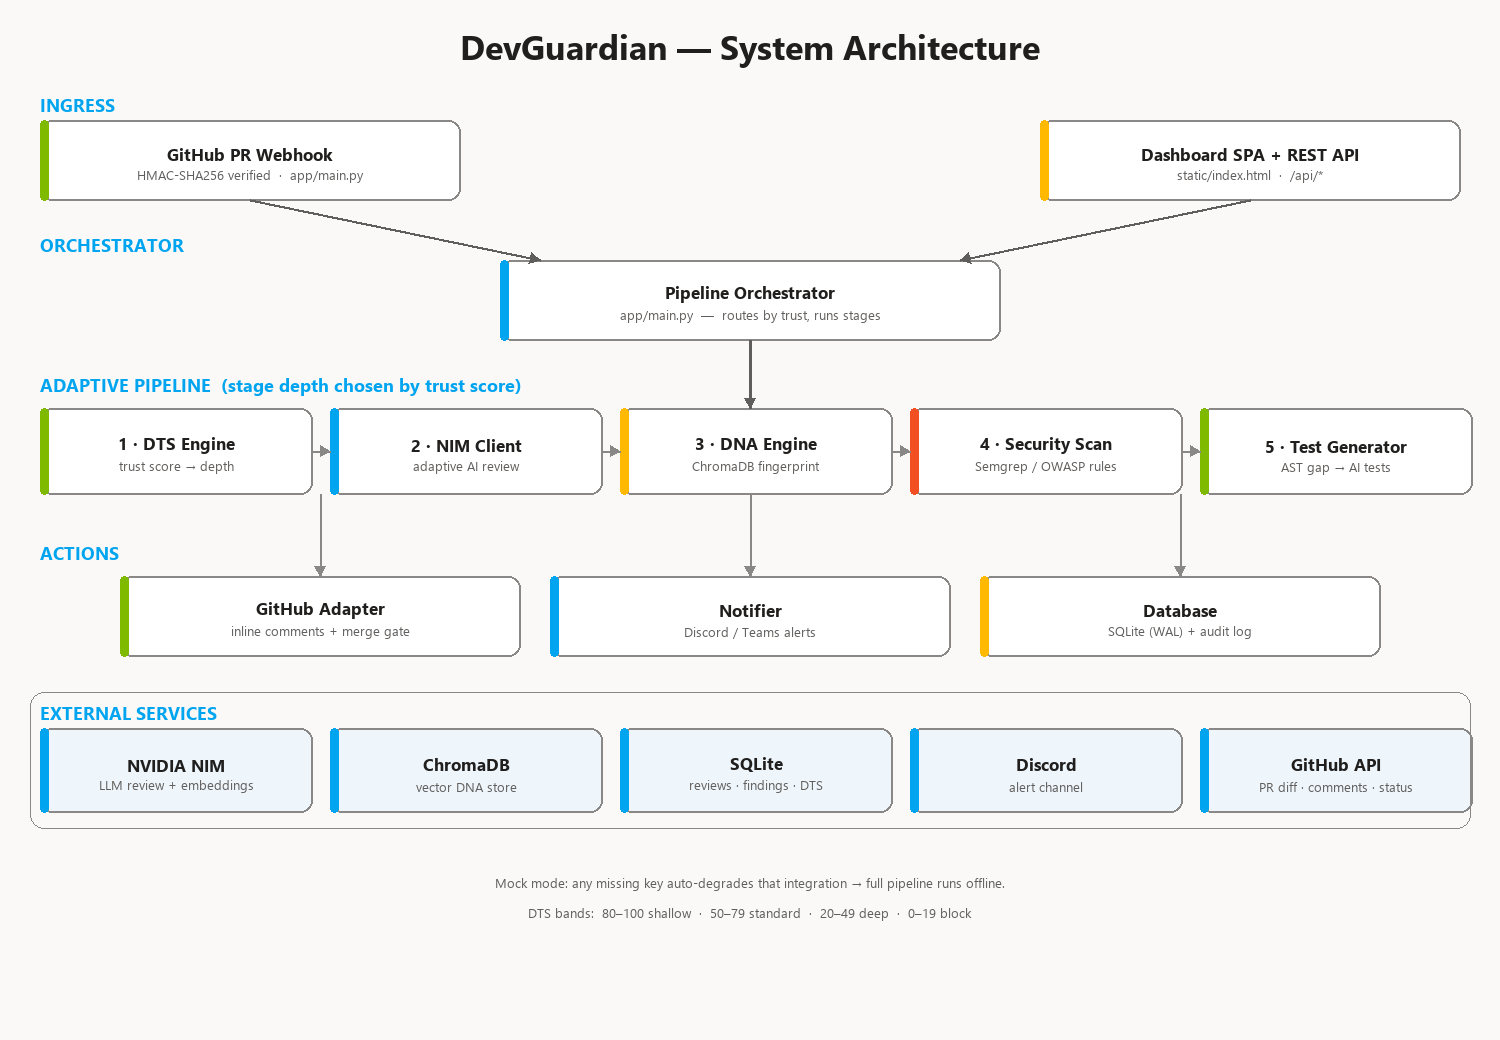 DevGuardian — System Architecture
INGRESS
GitHub PR Webhook
HMAC-SHA256 verified · app/main.py
Dashboard SPA + REST API
static/index.html · /api/*
ORCHESTRATOR
Pipeline Orchestrator
app/main.py — routes by trust, runs stages
ADAPTIVE PIPELINE (stage depth chosen by trust score)
1 · DTS Engine
trust score → depth
2 · NIM Client
adaptive AI review
3 · DNA Engine
ChromaDB fingerprint
4 · Security Scan
Semgrep / OWASP rules
5 · Test Generator
AST gap → AI tests
ACTIONS
GitHub Adapter
inline comments + merge gate
Notifier
Discord / Teams alerts
Database
SQLite (WAL) + audit log
EXTERNAL SERVICES
NVIDIA NIM
LLM review + embeddings
ChromaDB
vector DNA store
SQLite
reviews · findings · DTS
Discord
alert channel
GitHub API
PR diff · comments · status
Mock mode: any missing key auto-degrades that integration → full pipeline runs offline.
DTS bands: 80–100 shallow · 50–79 standard · 20–49 deep · 0–19 block